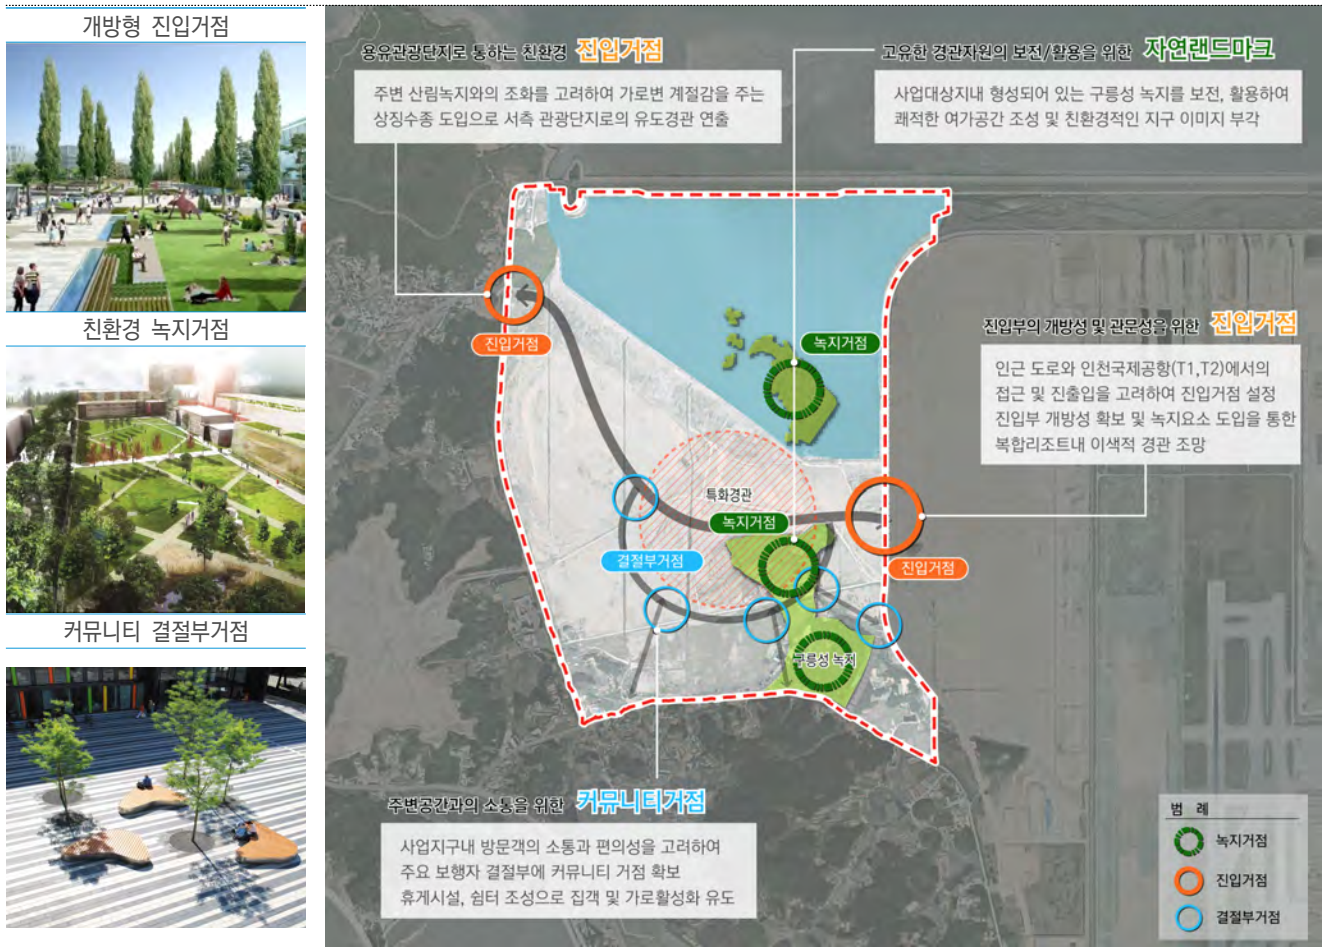 개방형 진입거점
친환경 녹지거점
커뮤니티 결절부거점
용유관광단지로 통하는 친환경 진입거점
주변 산림녹지와의 조화를 고려하여 가로변 계절감을 주는
상징수종 도입으로 서측 관광단지로의 유도경관 연출
고유한 경관자원의 보전/활용을 위한 자연랜드마크
사업대상지내 형성되어 있는 구릉성 녹지를 보전, 활용하여
쾌적한 여가공간 조성 및 친환경적인 지구 이미지 부각
진입부의 개방성 및 관문성을 위한 진입거점
인근 도로와 인천국제공항(T1,T2)에서의
접근 및 진출입을 고려하여 진입거점 설정
진입부 개방성 확보 및 녹지요소 도입을 통한
복합리조트내 이색적 경관 조망
진입거점
녹지거점
특화경관
녹지거점
결절부거점
진입거점
구릉성 녹지
주변공간과의 소통을 위한 커뮤니티거점
사업지구내 방문객의 소통과 편의성을 고려하여
주요 보행자 결절부에 커뮤니티 거점 확보
휴게시설, 쉼터 조성으로 집객 및 가로활성화 유도
범 례
녹지거점
진입거점
결절부거점